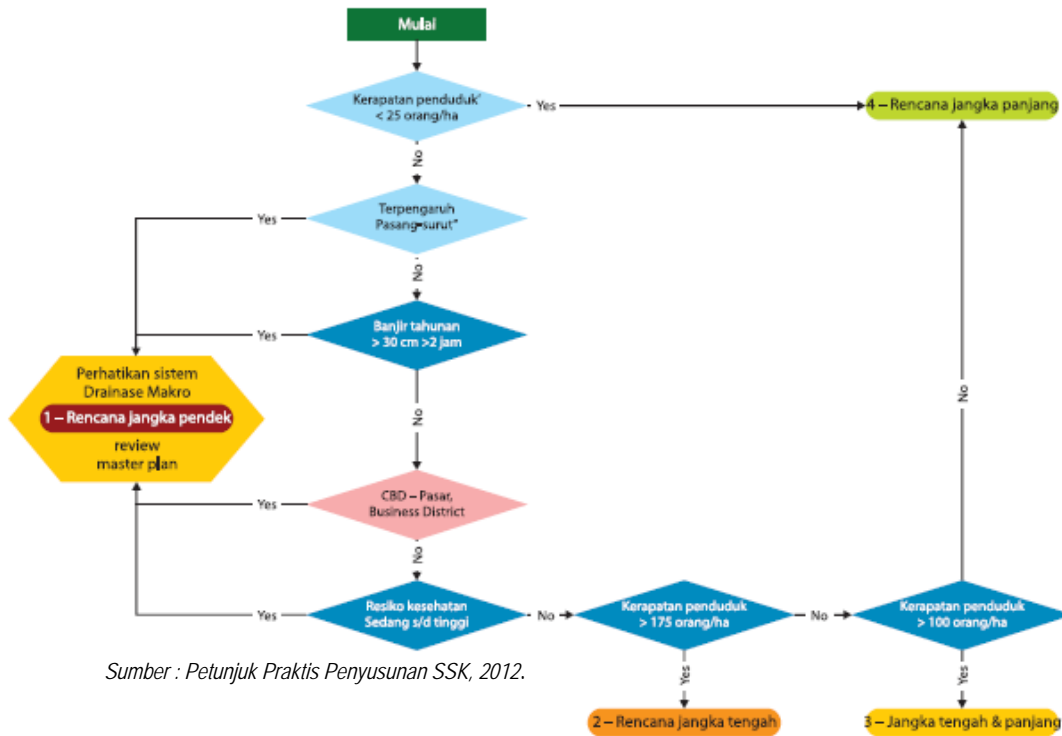 Mulai
Kerapatan penduduk'
< 25 orang/ha
Yes
4 – Rencana jangka panjang
No
Terpengaruh
Pasang-surut"
Yes
No
Banjir tahunan
> 30 cm >2 jam
Yes
Perhatikan sistem
Drainase Makro
1 – Rencana jangka pendek
review
master plan
No
No
CBD – Pasar,
Business District
Yes
No
Resiko kesehatan
Sedang s/d tinggi
Yes
No
Kerapatan penduduk
> 175 orang/ha
No
Kerapatan penduduk
> 100 orang/ha
Sumber : Petunjuk Praktis Penyusunan SSK, 2012.
Yes
Yes
2 – Rencana jangka tengah
3 – Jangka tengah & panjang